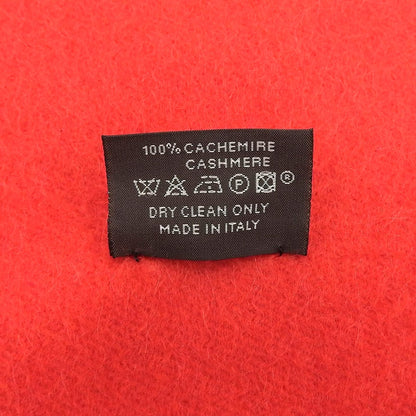 100% CACHEMIRE
CASHMERE
P ®
DRY CLEAN ONLY
MADE IN ITALY